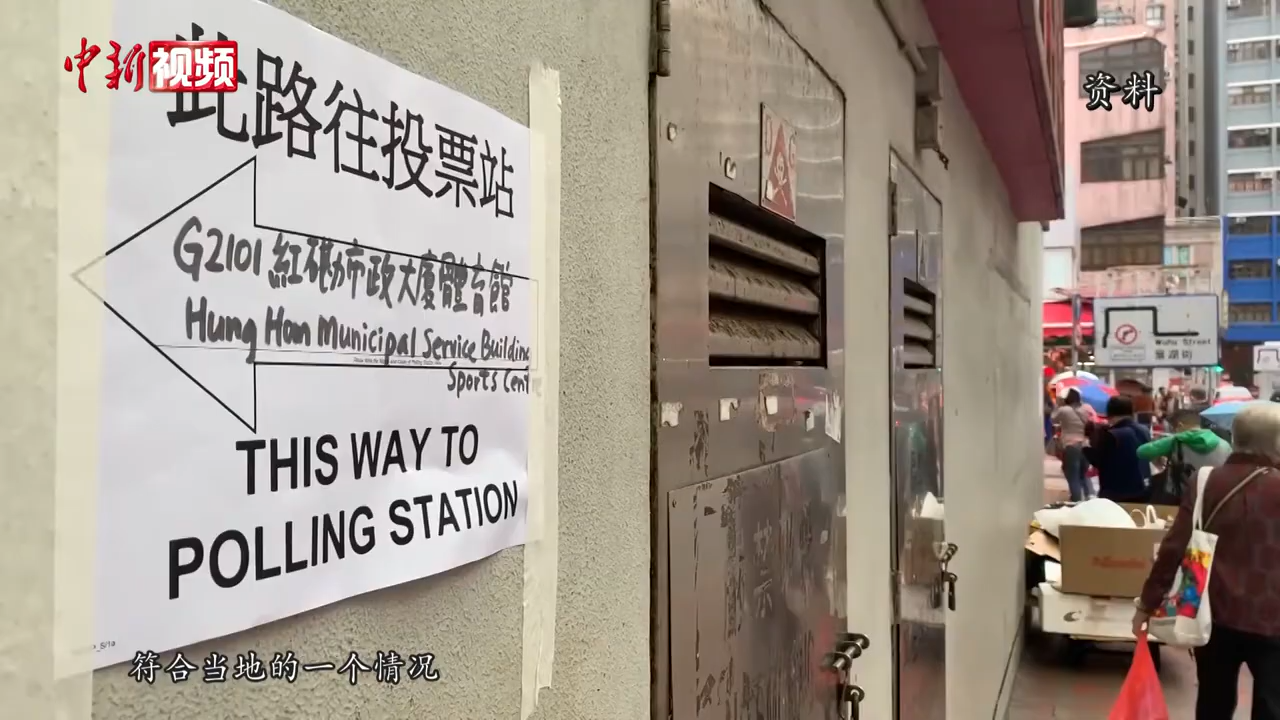 中新视频
资料
此路往投票站
G2101 紅磡市政大廈體育館
Hung Hom Municipal Service Building
Sports Cent
THIS WAY TO
POLLING STATION
Wuhu Street
蕪湖街
符合当地的一个情况